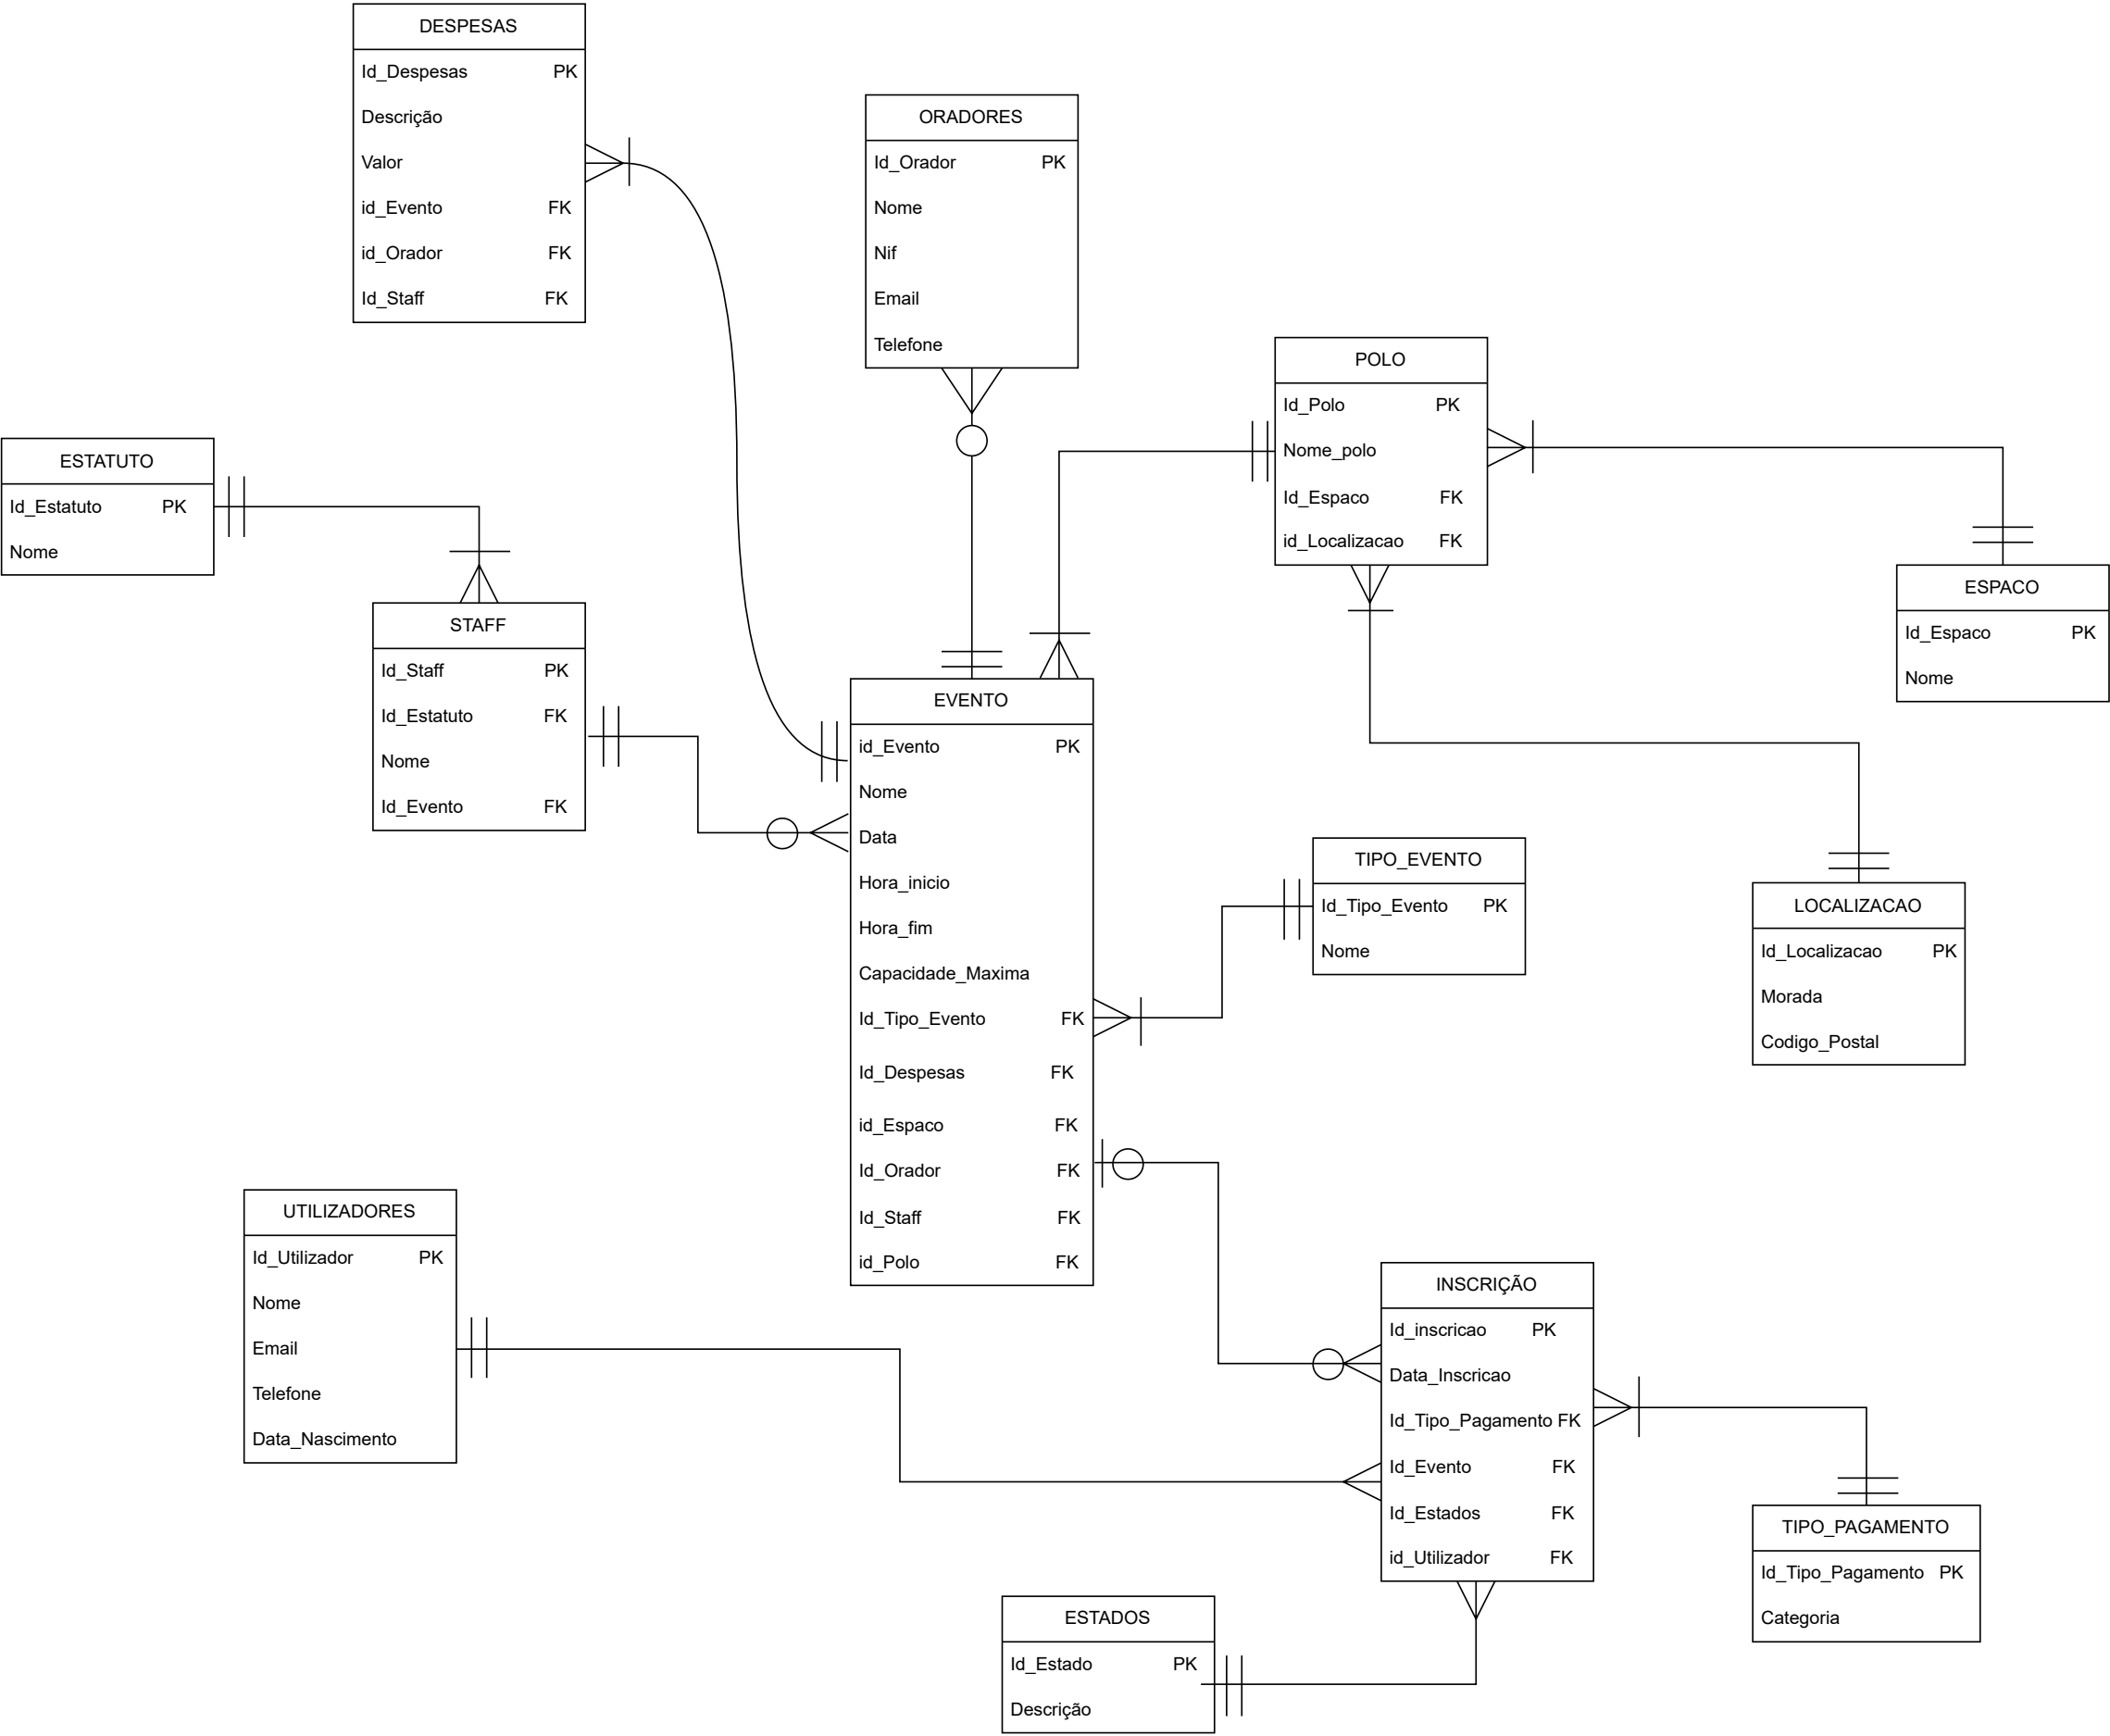 DESPESAS
Id_Despesas PK
Descrição
Valor
id_Evento FK
id_Orador FK
Id_Staff FK
ORADORES
Id_Orador PK
Nome
Nif
Email
Telefone
POLO
Id_Polo PK
Nome_polo
Id_Espaco FK
id_Localizacao FK
ESTATUTO
Id_Estatuto PK
Nome
ESPACO
Id_Espaco PK
Nome
STAFF
Id_Staff PK
Id_Estatuto FK
Nome
Id_Evento FK
EVENTO
id_Evento PK
Nome
Data
Hora_inicio
Hora_fim
Capacidade_Maxima
Id_Tipo_Evento FK
Id_Despesas FK
id_Espaco FK
Id_Orador FK
Id_Staff FK
id_Polo FK
TIPO_EVENTO
Id_Tipo_Evento PK
Nome
LOCALIZACAO
Id_Localizacao PK
Morada
Codigo_Postal
UTILIZADORES
Id_Utilizador PK
Nome
Email
Telefone
Data_Nascimento
INSCRIÇÃO
Id_inscricao PK
Data_Inscricao
Id_Tipo_Pagamento FK
Id_Evento FK
Id_Estados FK
id_Utilizador FK
TIPO_PAGAMENTO
Id_Tipo_Pagamento PK
Categoria
ESTADOS
Id_Estado PK
Descrição